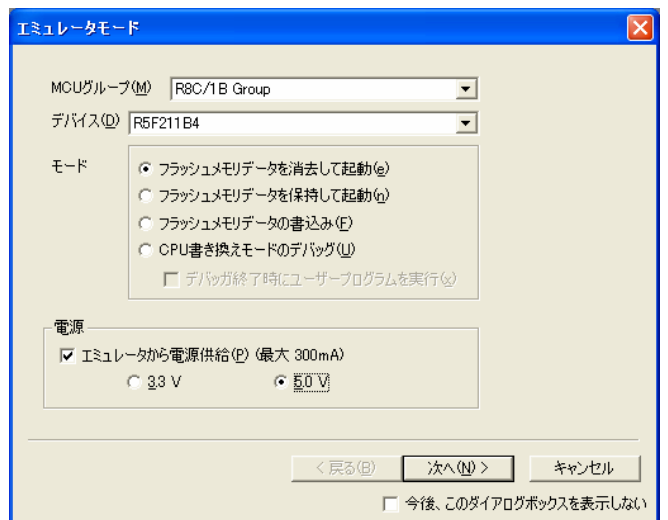 エミュレータモード
MCUグループ(M) R8C/1B Group
デバイス(D) R5F211B4
モード
フラッシュメモリデータを消去して起動(e)
フラッシュメモリデータを保持して起動(n)
フラッシュメモリデータの書込み(F)
CPU書き換えモードのデバッグ(U)
デバッガ終了時にユーザープログラムを実行(x)
電源
エミュレータから電源供給(P) (最大 300mA)
3.3 V 5.0 V
< 戻る(B) 次へ(N) > キャンセル
今後、このダイアログボックスを表示しない